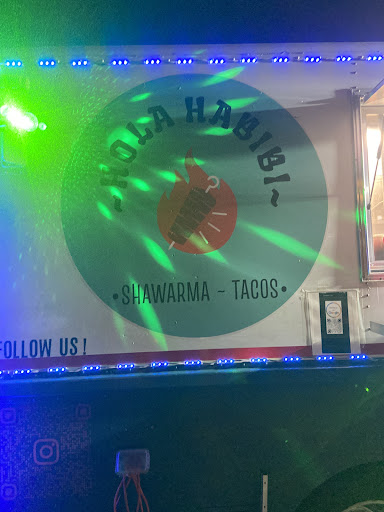 ~HOLA HABIBI~
•SHAWARMA - TACOS•
FOLLOW US!